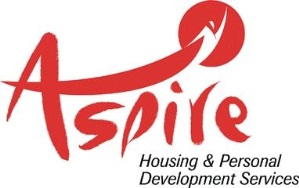 Aspire
Housing & Personal
Development Services